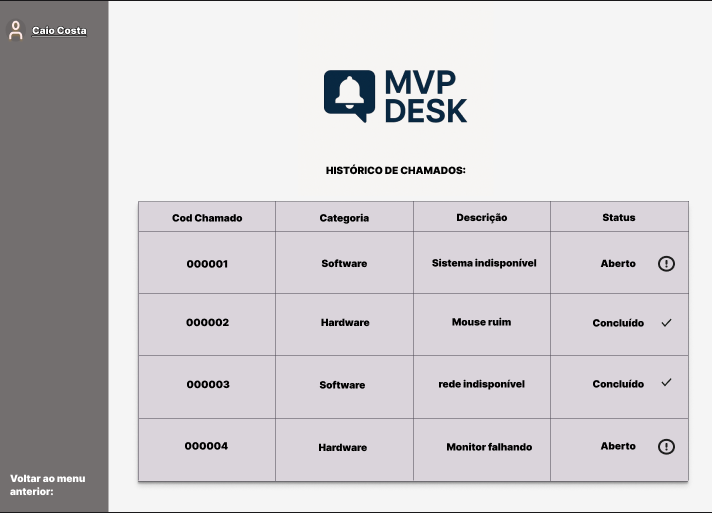 Caio Costa
MVP
DESK
HISTÓRICO DE CHAMADOS:
Cod Chamado Categoria Descrição Status
000001 Software Sistema indisponível Aberto
000002 Hardware Mouse ruim Concluído
000003 Software rede indisponível Concluído
000004 Hardware Monitor falhando Aberto
Voltar ao menu
anterior: